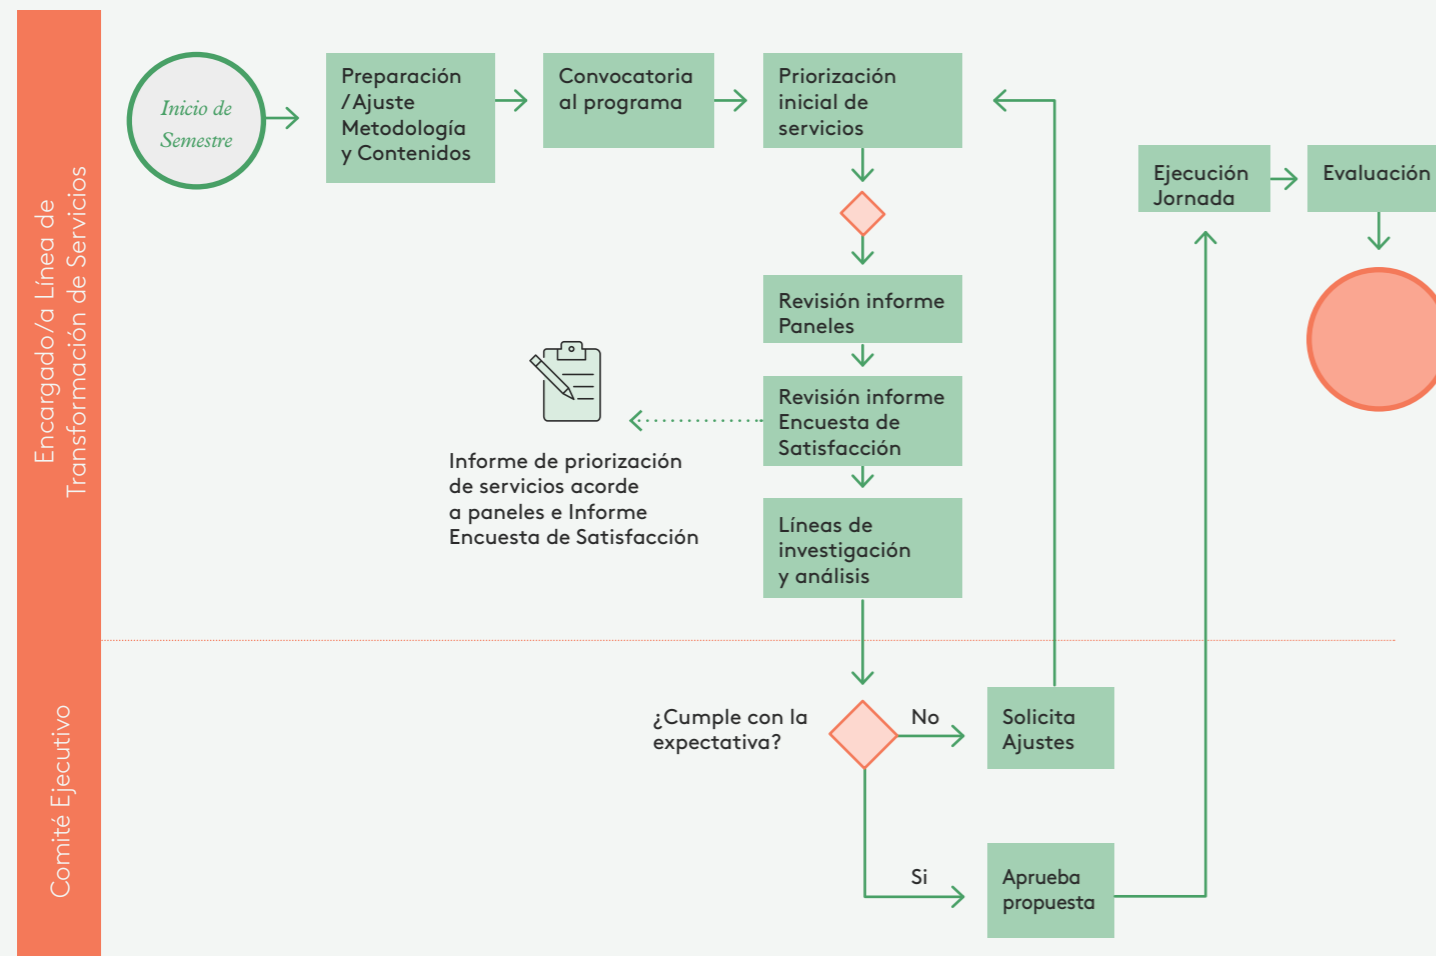 Encargado/a Línea de
Transformación de Servicios
Inicio de
Semestre
Preparación
/Ajuste
Metodología
y Contenidos
Convocatoria
al programa
Priorización
inicial de
servicios
Revisión informe
Paneles
Revisión informe
Encuesta de
Satisfacción
Informe de priorización
de servicios acorde
a paneles e Informe
Encuesta de Satisfacción
Líneas de
investigación
y análisis
Ejecución
Jornada
Evaluación
Comité Ejecutivo
¿Cumple con la
expectativa?
No
Solicita
Ajustes
Si
Aprueba
propuesta